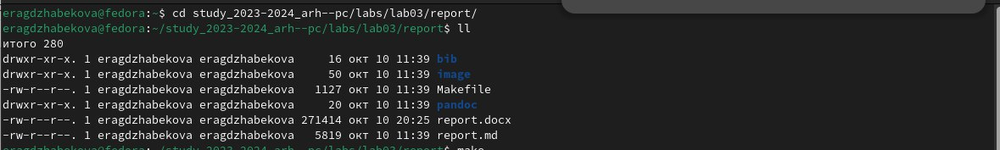 eragdzhabekova@fedora:~$ cd study_2023-2024_arh--pc/labs/lab03/report/
eragdzhabekova@fedora:~/study_2023-2024_arh--pc/labs/lab03/report$ ll
итого 280
drwxr-xr-x. 1 eragdzhabekova eragdzhabekova     16 окт 10 11:39 bib
drwxr-xr-x. 1 eragdzhabekova eragdzhabekova     50 окт 10 11:39 image
-rw-r--r--. 1 eragdzhabekova eragdzhabekova   1127 окт 10 11:39 Makefile
drwxr-xr-x. 1 eragdzhabekova eragdzhabekova     20 окт 10 11:39 pandoc
-rw-r--r--. 1 eragdzhabekova eragdzhabekova 271414 окт 10 20:25 report.docx
-rw-r--r--. 1 eragdzhabekova eragdzhabekova   5819 окт 10 11:39 report.md
eragdzhabekova@fedora:~/study_2023-2024_arh--pc/labs/lab03/report$ make